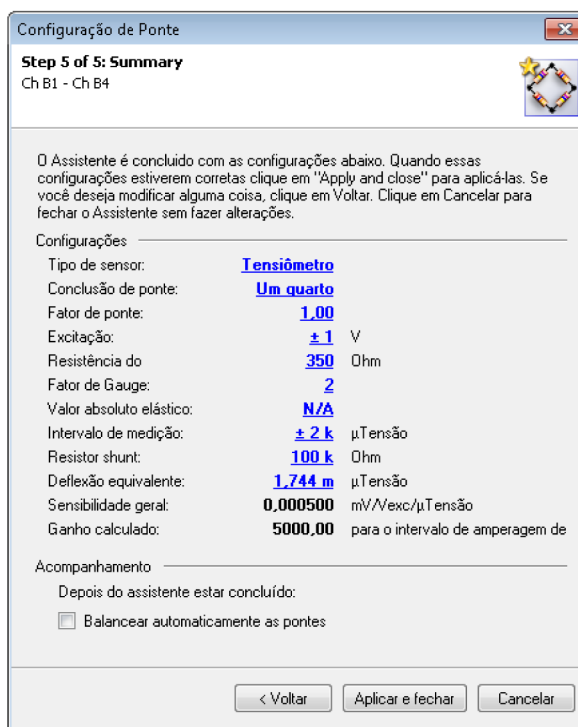 Configuração de Ponte
Step 5 of 5: Summary
Ch B1 - Ch B4
O Assistente é concluido com as configurações abaixo. Quando essas
configurações estiverem corretas clique em "Apply and close" para aplicá-las. Se
você deseja modificar alguma coisa, clique em Voltar. Clique em Cancelar para
fechar o Assistente sem fazer alterações.
Configurações
Tipo de sensor: Tensiômetro
Conclusão de ponte: Um quarto
Fator de ponte: 1,00
Excitação: ± 1 V
Resistência do 350 Ohm
Fator de Gauge: 2
Valor absoluto elástico: N/A
Intervalo de medição: ± 2 k µTensão
Resistor shunt: 100 k Ohm
Deflexão equivalente: 1,744 m µTensão
Sensibilidade geral: 0,000500 mV/Vexc/µTensão
Ganho calculado: 5000,00 para o intervalo de amperagem de
Acompanhamento
Depois do assistente estar concluído:
Balancear automaticamente as pontes
< Voltar Aplicar e fechar Cancelar